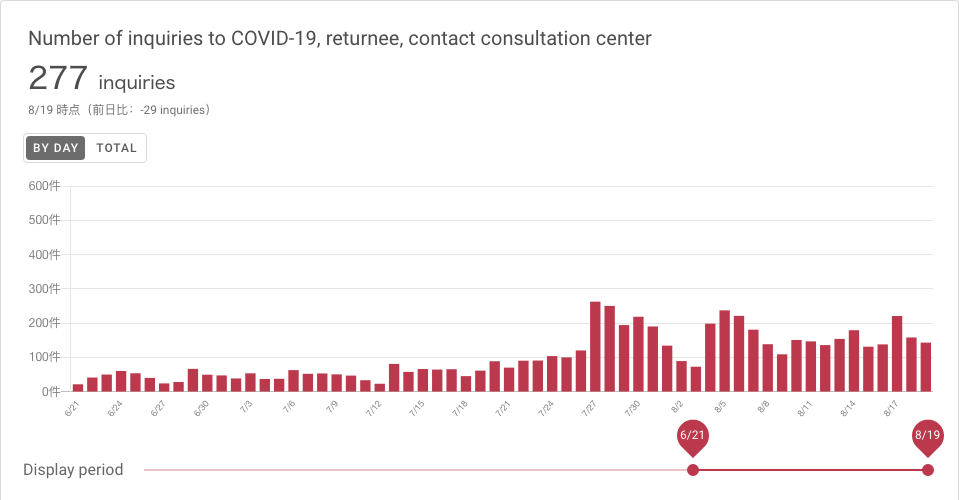 Number of inquiries to COVID-19, returnee, contact consultation center
277 inquiries
8/19 時点（前日比： -29 inquiries）
BY DAY TOTAL
600件
500件
400件
300件
200件
100件
0件
6/21 6/24 6/27 6/30 7/3 7/6 7/9 7/12 7/15 7/18 7/21 7/24 7/27 7/30 8/2 8/5 8/8 8/11 8/14 8/17
6/21 8/19
Display period